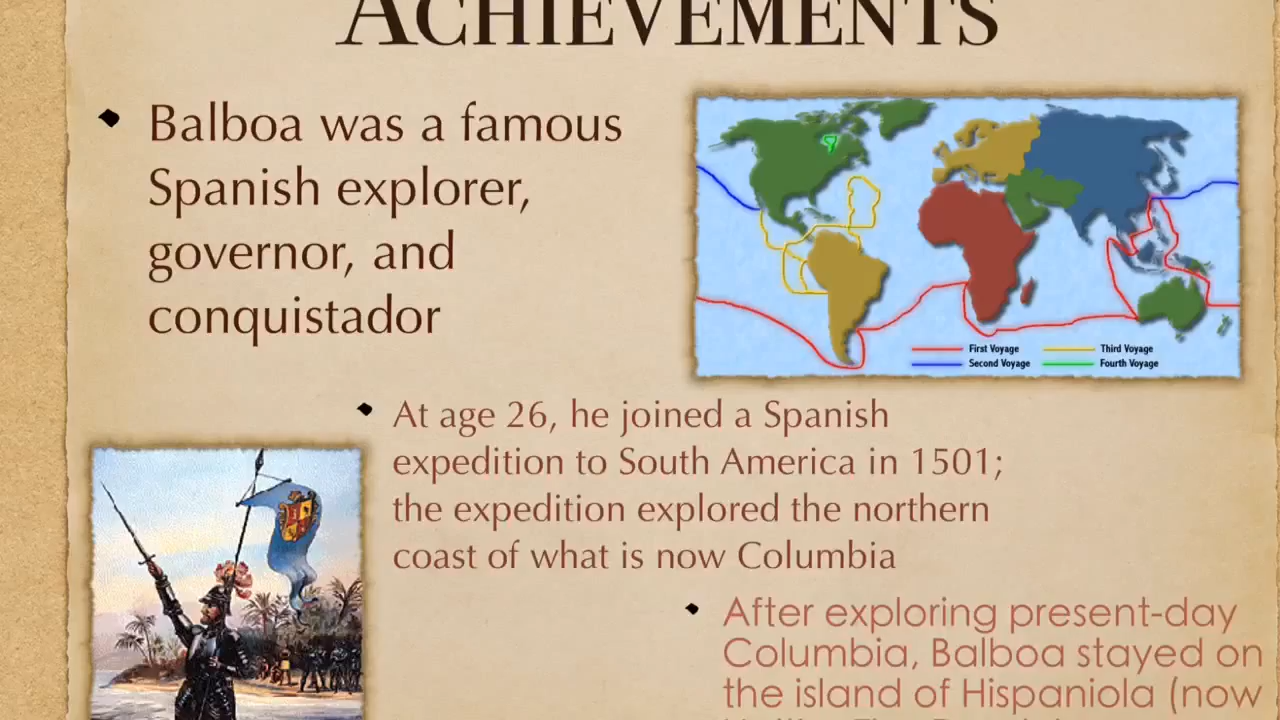 ACHIEVEMENTS
Balboa was a famous
Spanish explorer,
governor, and
conquistador
First Voyage
Third Voyage
Second Voyage
Fourth Voyage
At age 26, he joined a Spanish
expedition to South America in 1501;
the expedition explored the northern
coast of what is now Columbia
After exploring present-day
Columbia, Balboa stayed on
the island of Hispaniola (now